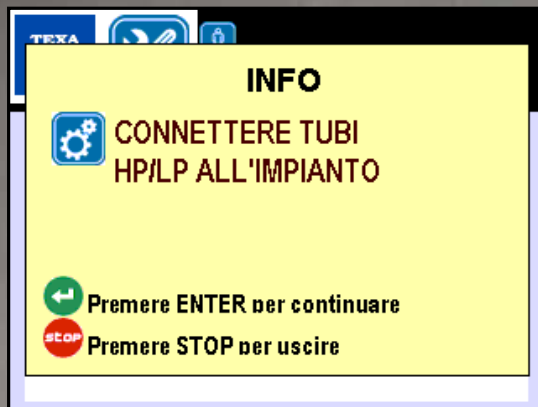 TEXA
INFO
CONNETTERE TUBI
HP/LP ALL'IMPIANTO
Premere ENTER per continuare
stop Premere STOP per uscire